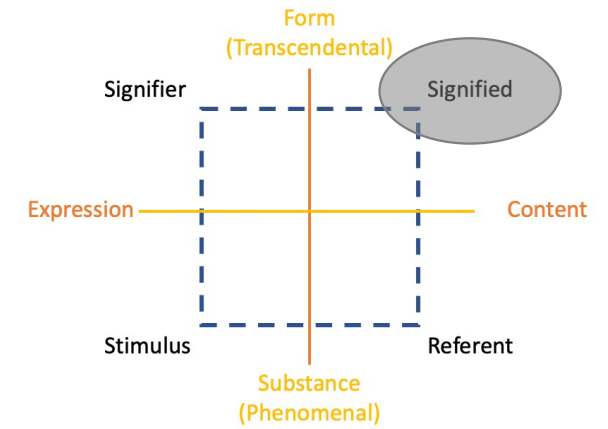 Form
(Transcendental)
Signifier
Signified
Expression
Content
Stimulus
Referent
Substance
(Phenomenal)